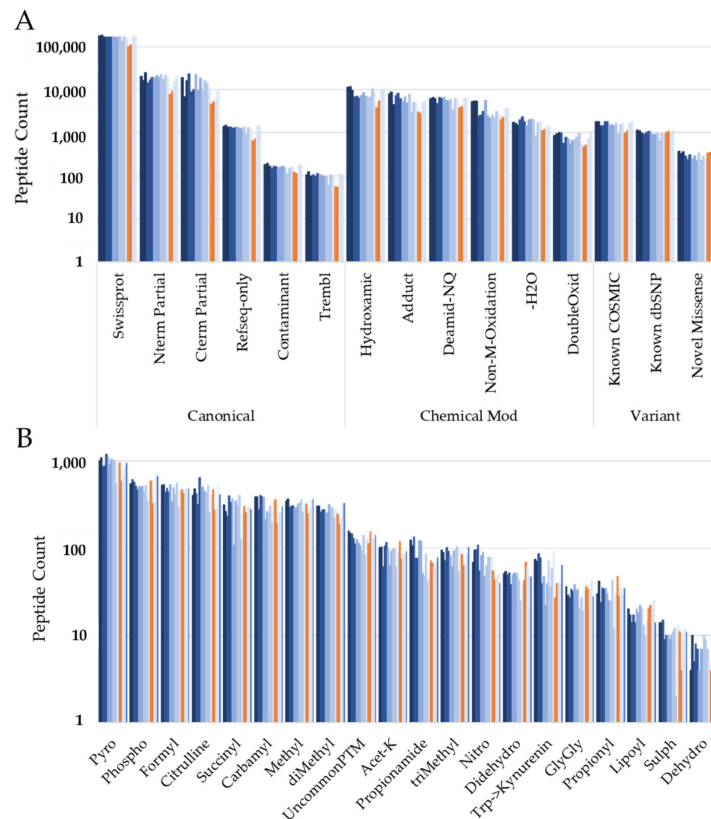 A
Peptide Count
100,000
10,000
1,000
100
10
1
Swissprot
Nterm Partial
Cterm Partial
Refseq-only
Contaminant
Trembl
Hydroxamic
Adduct
Deamid-NQ
Non-M-Oxidation
-H2O
DoubleOxid
Known COSMIC
Known dbSNP
Novel Missense
Canonical
Chemical Mod
Variant
B
Peptide Count
1,000
100
10
1
Pyro
Phospho
Formyl
Citrulline
Succinyl
Carbamyl
Methyl
diMethyl
UncommonPTM
Acet-K
Propionamide
triMethyl
Nitro
Didehydro
Trp->Kynurenin
GlyGly
Propionyl
Lipoyl
Sulph
Dehydro